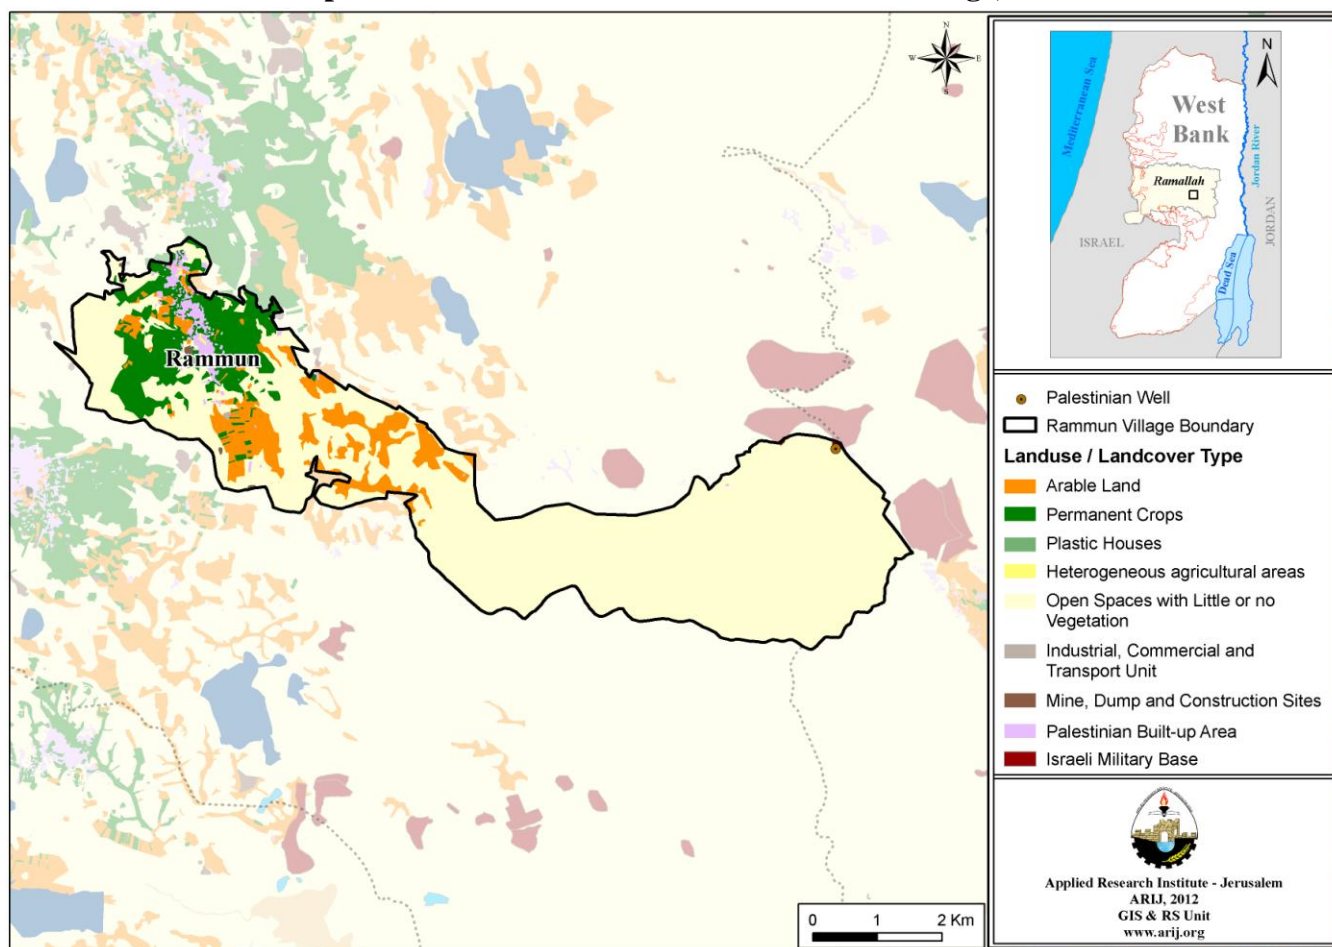 N
W E
S
Rammun
N
Mediterranean Sea
West
Bank
Jordan River
Ramallah
ISRAEL
JORDAN
Dead Sea
Palestinian Well
Rammun Village Boundary
Landuse / Landcover Type
Arable Land
Permanent Crops
Plastic Houses
Heterogeneous agricultural areas
Open Spaces with Little or no
Vegetation
Industrial, Commercial and
Transport Unit
Mine, Dump and Construction Sites
Palestinian Built-up Area
Israeli Military Base
0 1 2 Km
Applied Research Institute - Jerusalem
ARIJ, 2012
GIS & RS Unit
www.arij.org